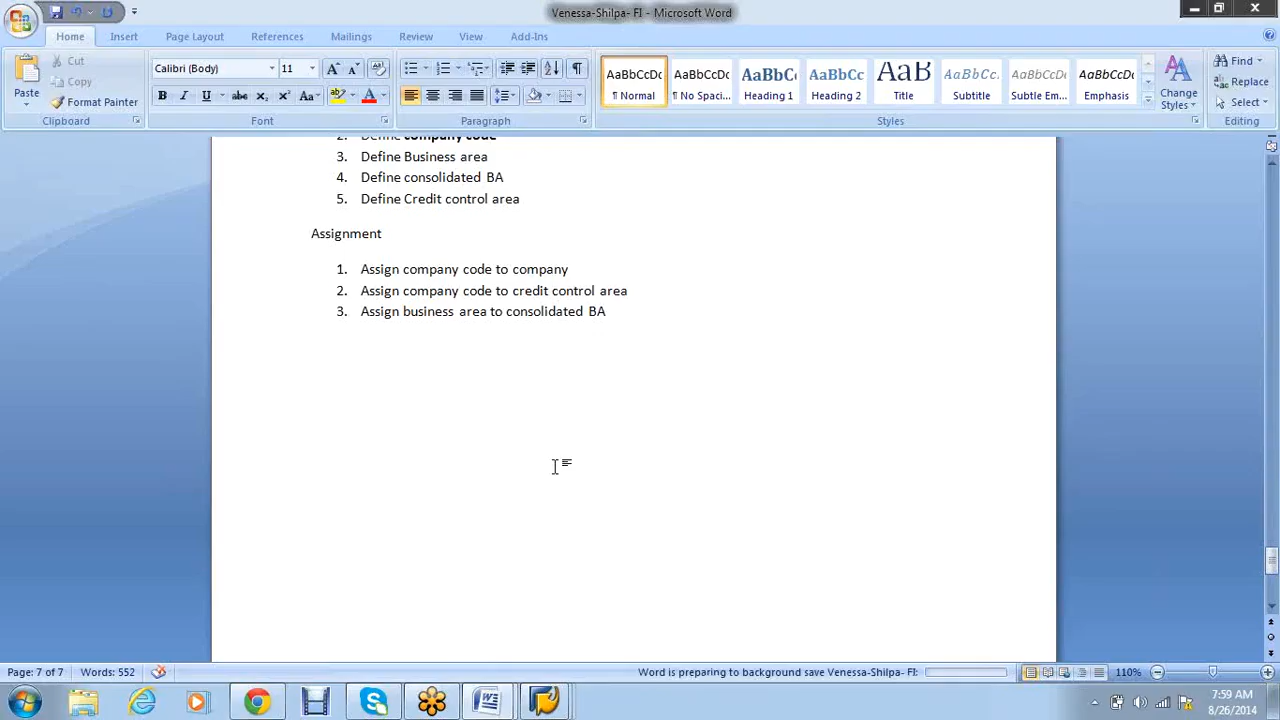 Venessa-Shilpa- FI - Microsoft Word
Home Insert Page Layout References Mailings Review View Add-Ins
Cut
Copy
Format Painter
Paste
Clipboard
Calibri (Body) 11
Font
Paragraph
AaBbCcDc AaBbCcDc AaBbC AaBbCc AaB AaBbCc. AaBbCcDc AaBbCcDc
¶ Normal ¶ No Spaci... Heading 1 Heading 2 Title Subtitle Subtle Em... Emphasis
Styles
Change Styles
Find
Replace
Select
Editing
2. Define company code
3. Define Business area
4. Define consolidated BA
5. Define Credit control area
Assignment
1. Assign company code to company
2. Assign company code to credit control area
3. Assign business area to consolidated BA
Page: 7 of 7 Words: 552 Word is preparing to background save Venessa-Shilpa- FI: 110%
7:59 AM
8/26/2014